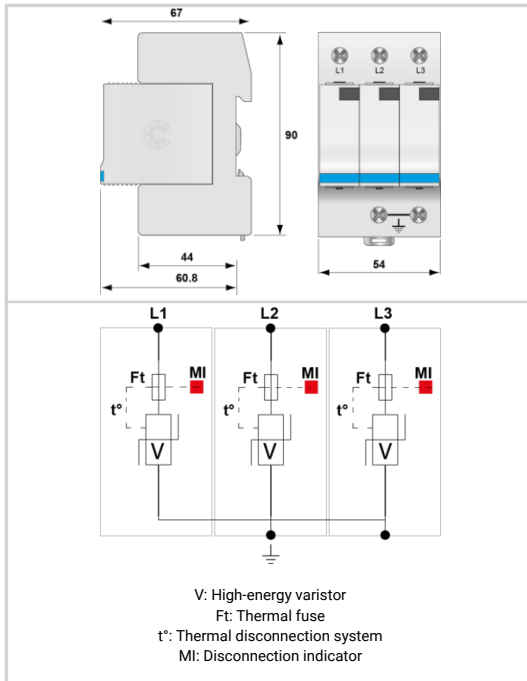 67
L1 L2 L3
90
44
60.8
54
L1 L2 L3
Ft MI Ft MI Ft MI
t° t° t°
V V V
V: High-energy varistor
Ft: Thermal fuse
t°: Thermal disconnection system
MI: Disconnection indicator